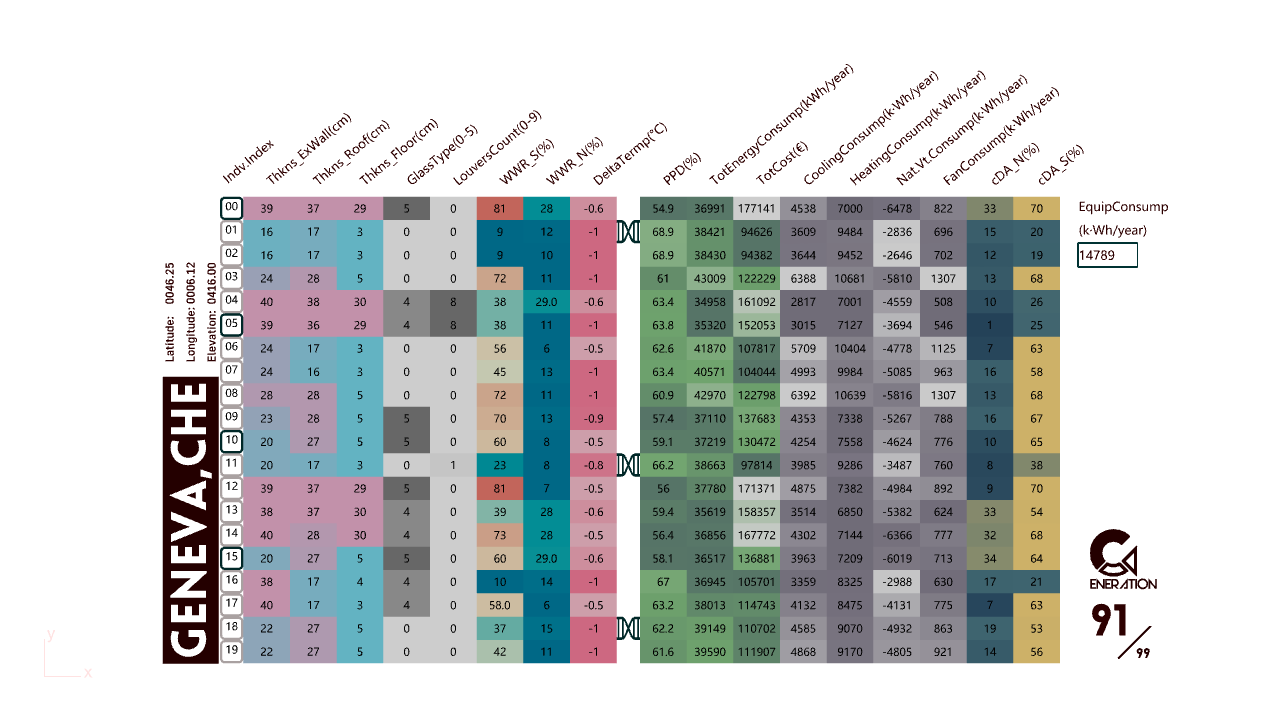 Indv.Index Thkns_ExWall(cm) Thkns_Roof(cm) Thkns_Floor(cm) GlassType(0-5) LouversCount(0-9) WWR_S(%) WWR_N(%) DeltaTermp(°C) PPD(%) TotEnergyConsump(kWh/year) TotCost(€) CoolingConsump(k·Wh/year) HeatingConsump(k·Wh/year) Nat.Vt.Consump(k·Wh/year) FanConsump(k·Wh/year) cDA_N(%) cDA_S(%)
00 39 37 29 5 0 81 28 -0.6 54.9 36991 177141 4538 7000 -6478 822 33 70
01 16 17 3 0 0 9 12 -1 68.9 38421 94626 3609 9484 -2836 696 15 20
02 16 17 3 0 0 9 10 -1 68.9 38430 94382 3644 9452 -2646 702 12 19
03 24 28 5 0 0 72 11 -1 61 43009 122229 6388 10681 -5810 1307 13 68
04 40 38 30 4 8 38 29.0 -0.6 63.4 34958 161092 2817 7001 -4559 508 10 26
05 39 36 29 4 8 38 11 -1 63.8 35320 152053 3015 7127 -3694 546 1 25
06 24 17 3 0 0 56 6 -0.5 62.6 41870 107817 5709 10404 -4778 1125 7 63
07 24 16 3 0 0 45 13 -1 63.4 40571 104044 4993 9984 -5085 963 16 58
08 28 28 5 0 0 72 11 -1 60.9 42970 122798 6392 10639 -5816 1307 13 68
09 23 28 5 5 0 70 13 -0.9 57.4 37110 137683 4353 7338 -5267 788 16 67
10 20 27 5 5 0 60 8 -0.5 59.1 37219 130472 4254 7558 -4624 776 10 65
11 20 17 3 0 1 23 8 -0.8 66.2 38663 97814 3985 9286 -3487 760 8 38
12 39 37 29 5 0 81 7 -0.5 56 37780 171371 4875 7382 -4984 892 9 70
13 38 37 30 4 0 39 28 -0.6 59.4 35619 158357 3514 6850 -5382 624 33 54
14 40 28 30 4 0 73 28 -0.5 56.4 36856 167772 4302 7144 -6366 777 32 68
15 20 27 5 5 0 60 29.0 -0.6 58.1 36517 136881 3963 7209 -6019 713 34 64
16 38 17 4 4 0 10 14 -1 67 36945 105701 3359 8325 -2988 630 17 21
17 40 17 3 4 0 58.0 6 -0.5 63.2 38013 114743 4132 8475 -4131 775 7 63
18 22 27 5 0 0 37 15 -1 62.2 39149 110702 4585 9070 -4932 863 19 53
19 22 27 5 0 0 42 11 -1 61.6 39590 111907 4868 9170 -4805 921 14 56
Latitude: 0046.25
Longitude: 0006.12
Elevation: 0416.00
GENEVA,CHE
EquipConsump
(k·Wh/year)
14789
ENERATION
91/99
y
x